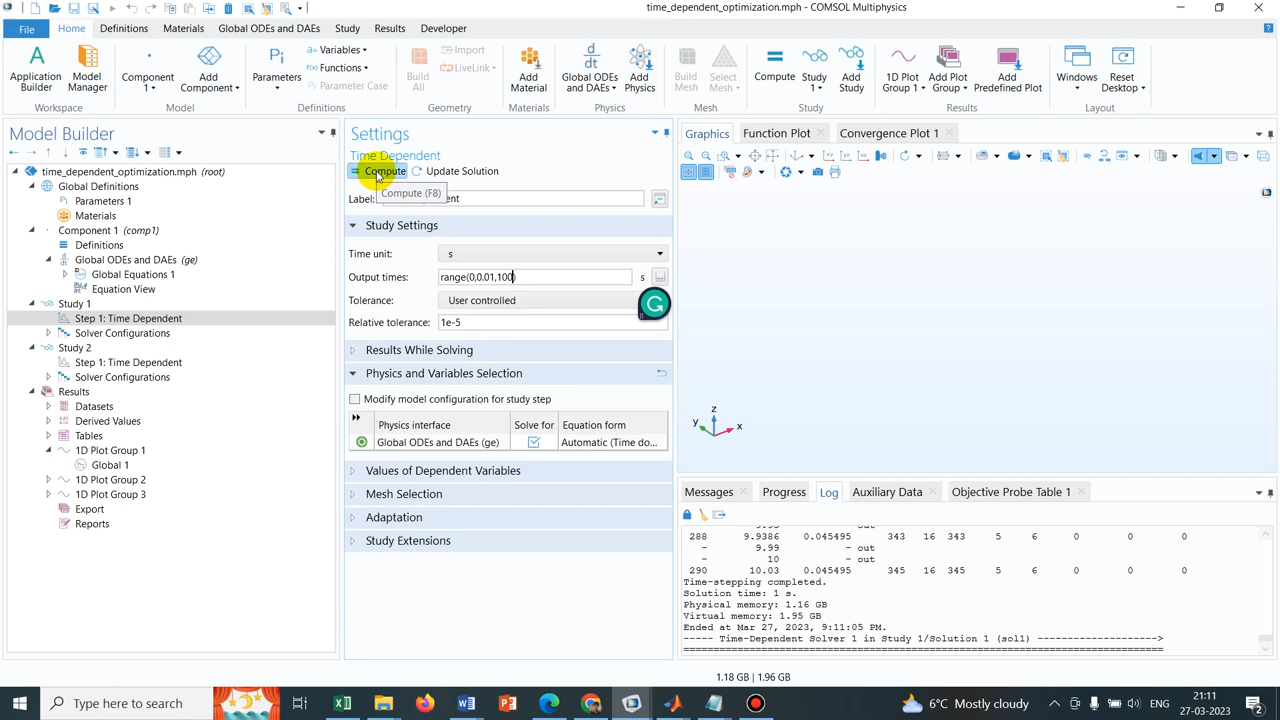 time_dependent_optimization.mph - COMSOL Multiphysics
File
Home
Definitions
Materials
Global ODEs and DAEs
Study
Results
Developer
Application Builder
Model Manager
Component 1
Add Component
Parameters
Variables
Functions
Parameter Case
Build All
Import
LiveLink
Add Material
Global ODEs and DAEs
Add Physics
Build Mesh
Select Mesh
Compute
Study 1
Add Study
1D Plot Group 1
Add Plot Group
Add Predefined Plot
Windows
Reset Desktop
Workspace
Model
Definitions
Geometry
Materials
Physics
Mesh
Study
Results
Layout
Model Builder
time_dependent_optimization.mph (root)
Global Definitions
Parameters 1
Materials
Component 1 (comp1)
Definitions
Global ODEs and DAEs (ge)
Global Equations 1
Equation View
Study 1
Step 1: Time Dependent
Solver Configurations
Study 2
Step 1: Time Dependent
Solver Configurations
Results
Datasets
Derived Values
Tables
1D Plot Group 1
Global 1
1D Plot Group 2
1D Plot Group 3
Export
Reports
Settings
Time Dependent
Compute
Update Solution
Compute (F8)
Label:
Study Settings
Time unit: s
Output times: range(0,0.01,100) s
Tolerance: User controlled
Relative tolerance: 1e-5
Results While Solving
Physics and Variables Selection
Modify model configuration for study step
Physics interface Solve for Equation form
Global ODEs and DAEs (ge) Automatic (Time do...
Values of Dependent Variables
Mesh Selection
Adaptation
Study Extensions
Graphics
Function Plot
Convergence Plot 1
z
y
x
Messages
Progress
Log
Auxiliary Data
Objective Probe Table 1
288 9.9386 0.045495 343 16 343 5 6 0 0 0
- 9.99 - out
- 10 - out
290 10.03 0.045495 345 16 345 5 6 0 0 0
Time-stepping completed.
Solution time: 1 s.
Physical memory: 1.16 GB
Virtual memory: 1.95 GB
Ended at Mar 27, 2023, 9:11:05 PM.
----- Time-Dependent Solver 1 in Study 1/Solution 1 (sol1) -------------------->
1.18 GB | 1.96 GB
Type here to search
6°C Mostly cloudy
21:11
27-03-2023